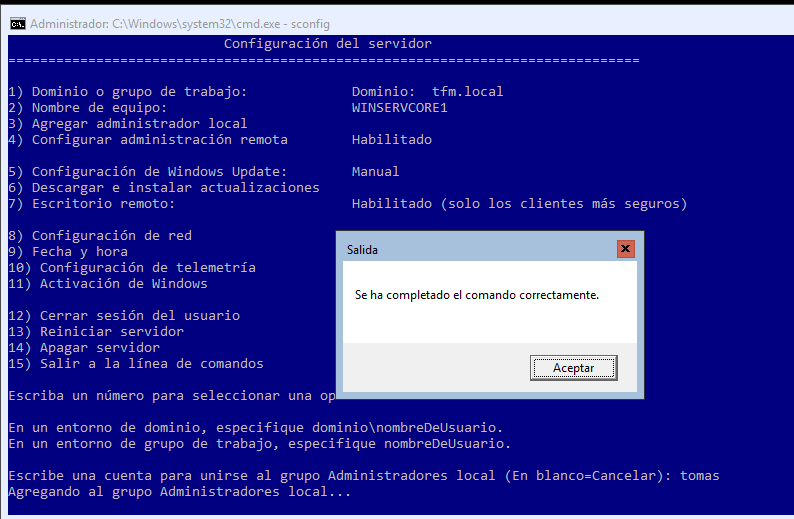 Administrador: C:\Windows\system32\cmd.exe - sconfig
Configuración del servidor
===============================================================================
1) Dominio o grupo de trabajo: Dominio: tfm.local
2) Nombre de equipo: WINSERVCORE1
3) Agregar administrador local
4) Configurar administración remota Habilitado
5) Configuración de Windows Update: Manual
6) Descargar e instalar actualizaciones
7) Escritorio remoto: Habilitado (solo los clientes más seguros)
8) Configuración de red
9) Fecha y hora
10) Configuración de telemetría
11) Activación de Windows
12) Cerrar sesión del usuario
13) Reiniciar servidor
14) Apagar servidor
15) Salir a la línea de comandos
Salida
Se ha completado el comando correctamente.
Aceptar
Escriba un número para seleccionar una op
En un entorno de dominio, especifique dominio\nombreDeUsuario.
En un entorno de grupo de trabajo, especifique nombreDeUsuario.
Escribe una cuenta para unirse al grupo Administradores local (En blanco=Cancelar): tomas
Agregando al grupo Administradores local...